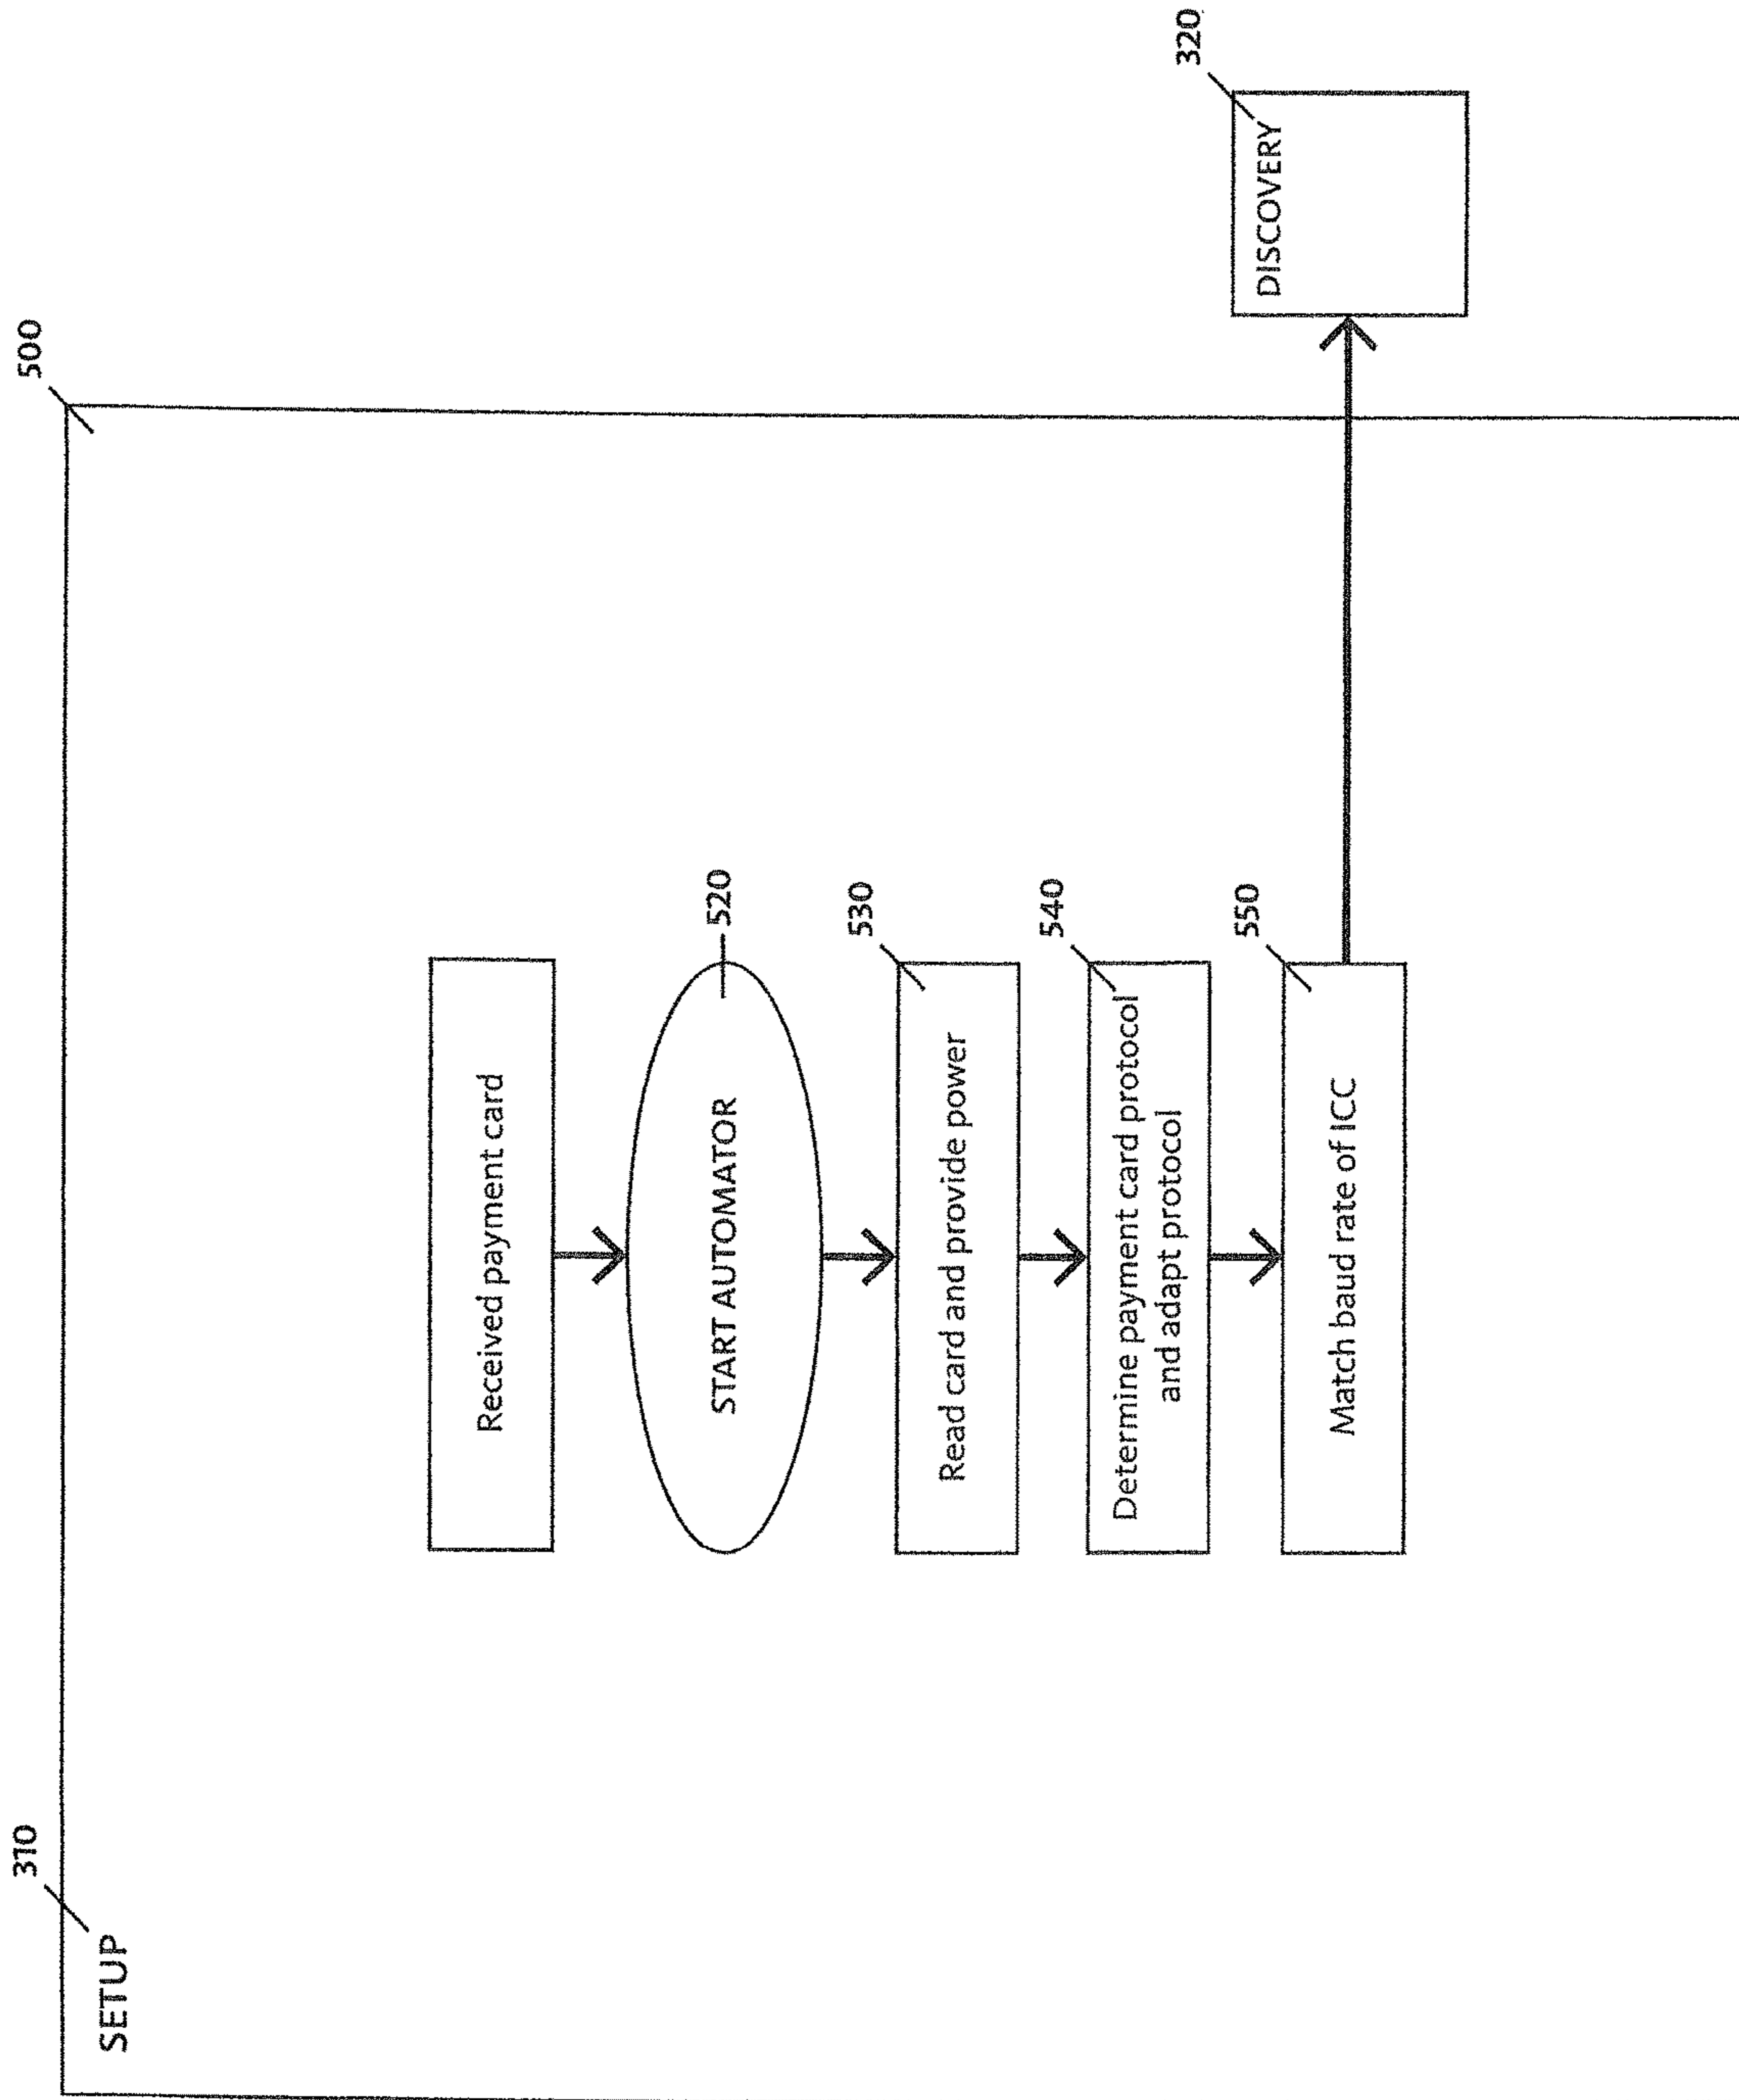 310
500
SETUP
Received payment card
START AUTOMATOR
520
Read card and provide power
530
Determine payment card protocol
and adapt protocol
540
Match baud rate of ICC
550
DISCOVERY
320